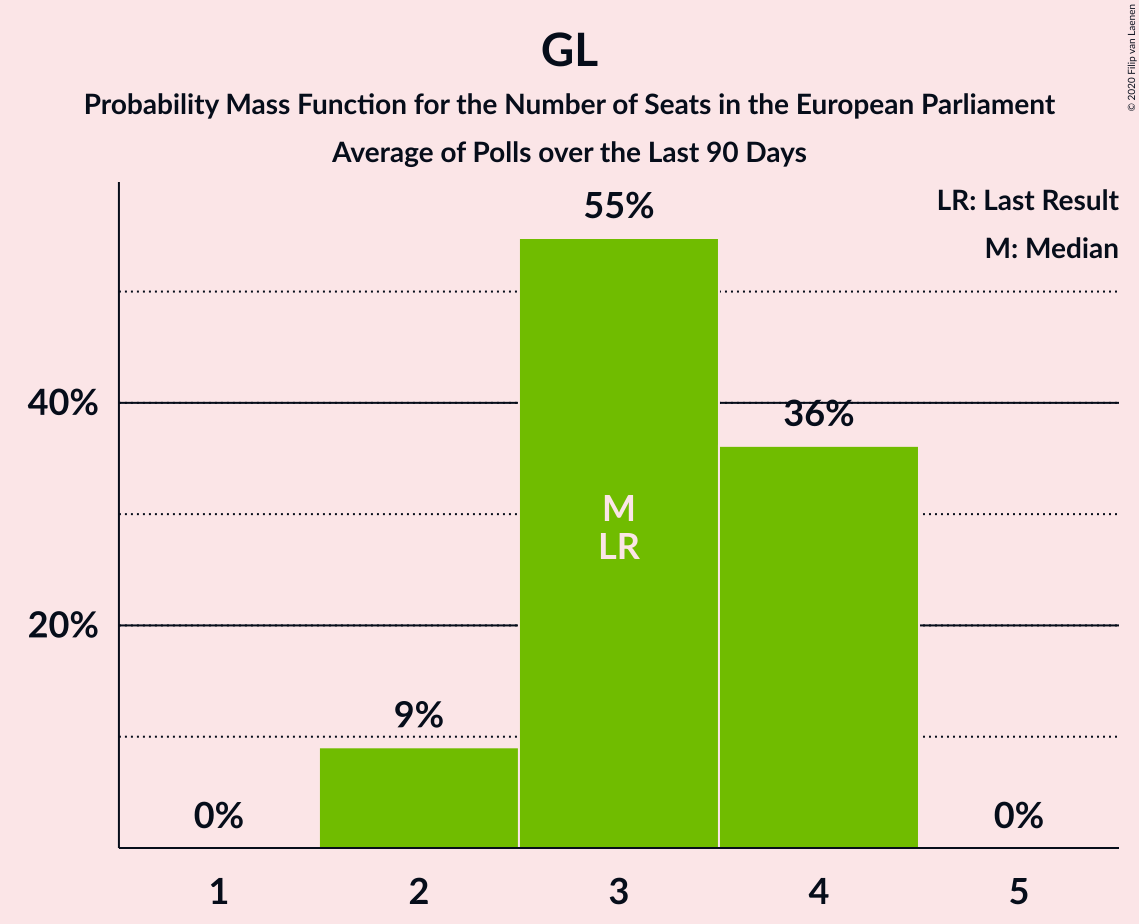 GL
Probability Mass Function for the Number of Seats in the European Parliament
Average of Polls over the Last 90 Days
© 2020 Filip van Laenen
LR: Last Result
M: Median
55%
40%
36%
M
LR
20%
9%
0%
0%
1
2
3
4
5